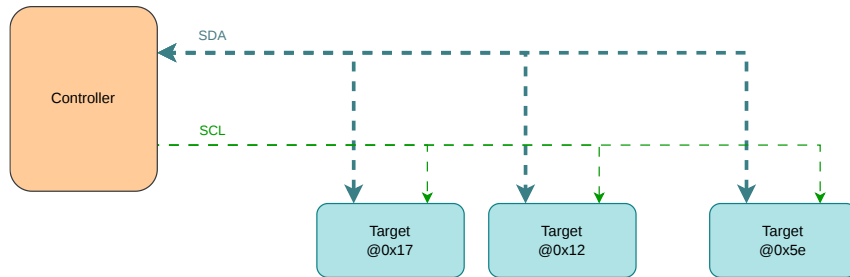 SDA
Controller
SCL
Target
@0x17
Target
@0x12
Target
@0x5e